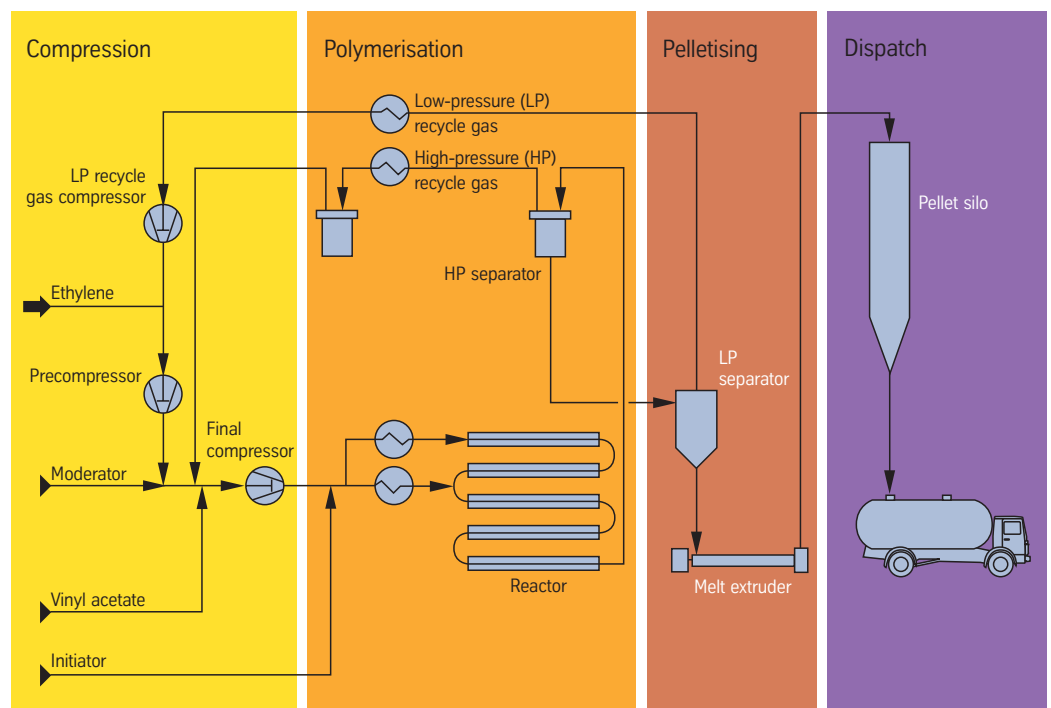 Compression
Polymerisation
Pelletising
Dispatch
Low-pressure (LP)
recycle gas
High-pressure (HP)
recycle gas
LP recycle
gas compressor
Pellet silo
HP separator
Ethylene
LP
separator
Precompressor
Final
compressor
Moderator
Reactor
Melt extruder
Vinyl acetate
Initiator